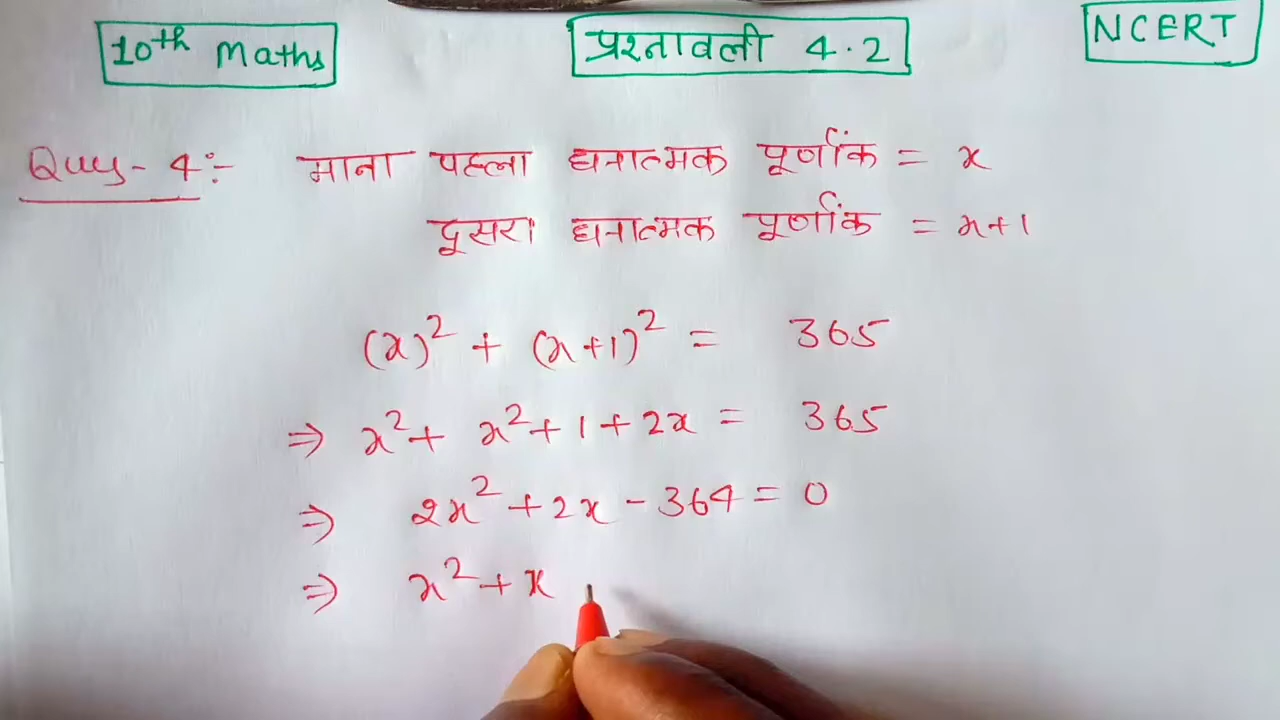 10th Maths
प्रश्नावली 4.2
NCERT
Ques-4:- माना पहला धनात्मक पूर्णांक = x
दूसरा धनात्मक पूर्णांक = x+1
(x)² + (x+1)² = 365
⇒ x² + x² + 1 + 2x = 365
⇒ 2x² + 2x - 364 = 0
⇒ x² + x